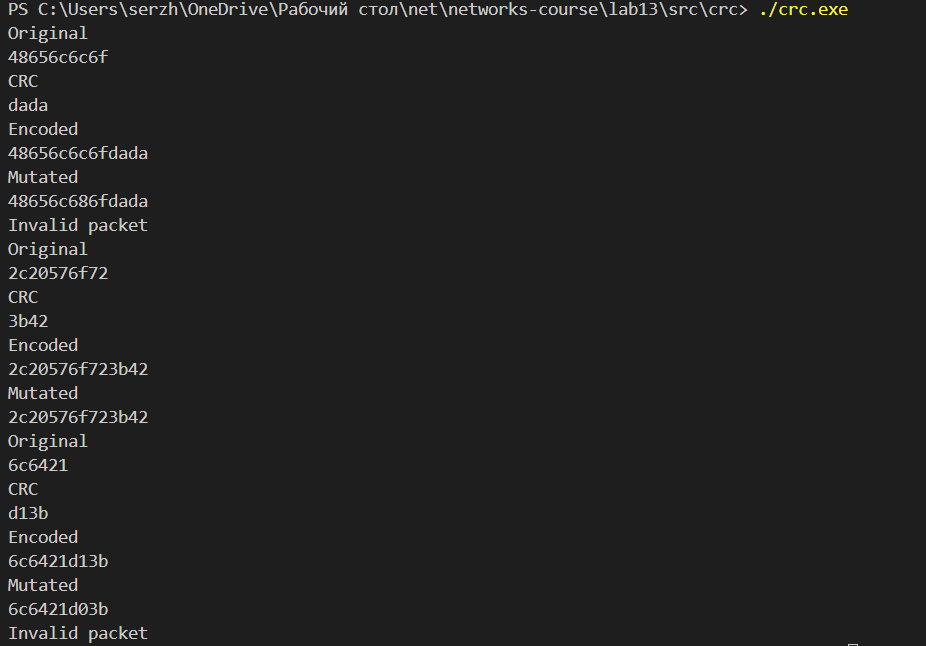 PS C:\Users\serzh\OneDrive\Рабочий стол\net\networks-course\lab13\src\crc> ./crc.exe
Original
48656c6c6f
CRC
dada
Encoded
48656c6c6fdada
Mutated
48656c686fdada
Invalid packet
Original
2c20576f72
CRC
3b42
Encoded
2c20576f723b42
Mutated
2c20576f723b42
Original
6c6421
CRC
d13b
Encoded
6c6421d13b
Mutated
6c6421d03b
Invalid packet